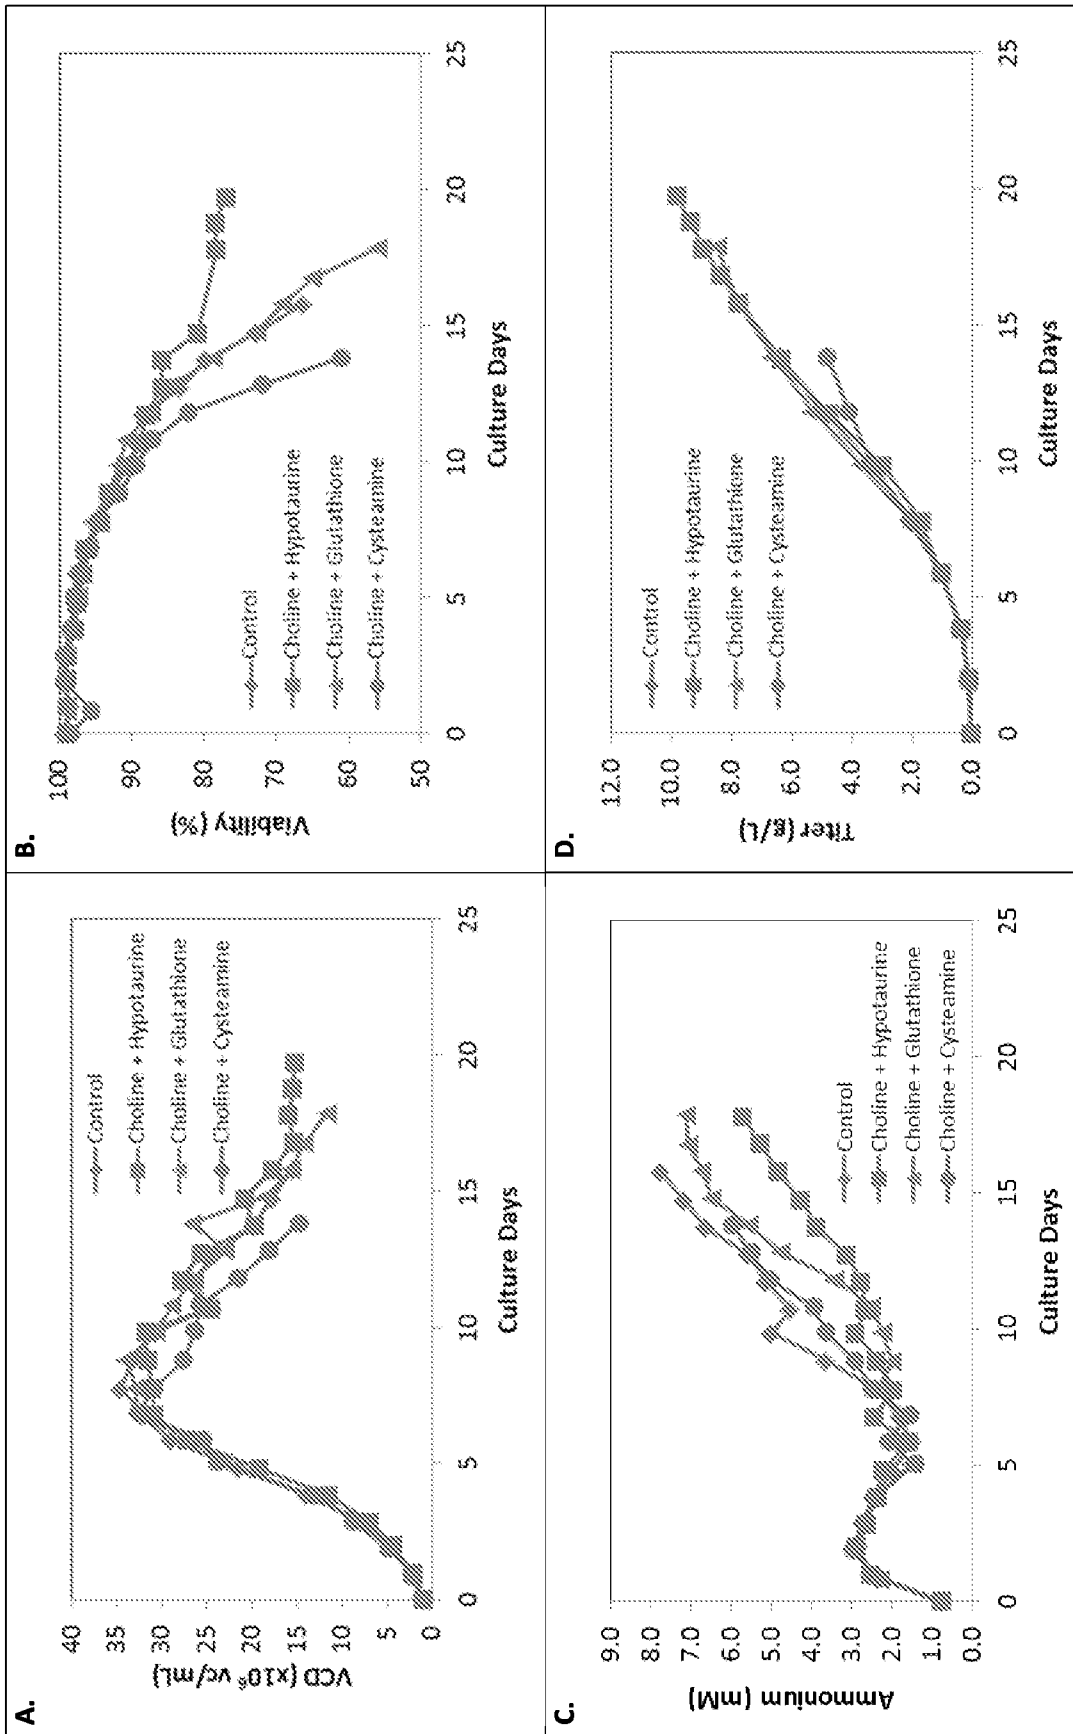 A.
VCD (x10⁶ vc/mL)
40
35
30
25
20
15
10
5
0
Control
Choline + Hypotaurine
Choline + Glutathione
Choline + Cysteamine
0 5 10 15 20 25
Culture Days
B.
Viability (%)
100
90
80
70
60
50
Control
Choline + Hypotaurine
Choline + Glutathione
Choline + Cysteamine
0 5 10 15 20 25
Culture Days
C.
Ammonium (mM)
9.0
8.0
7.0
6.0
5.0
4.0
3.0
2.0
1.0
0.0
Control
Choline + Hypotaurine
Choline + Glutathione
Choline + Cysteamine
0 5 10 15 20 25
Culture Days
D.
Titer (g/L)
12.0
10.0
8.0
6.0
4.0
2.0
0.0
Control
Choline + Hypotaurine
Choline + Glutathione
Choline + Cysteamine
0 5 10 15 20 25
Culture Days